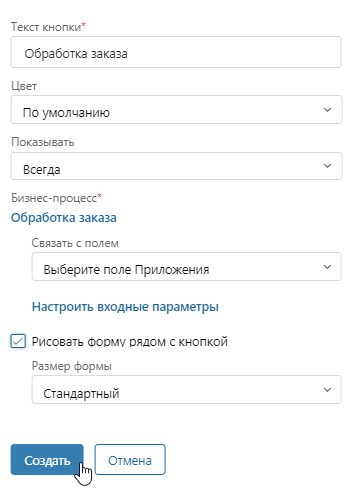 Текст кнопки*
Обработка заказа
Цвет
По умолчанию
Показывать
Всегда
Бизнес-процесс*
Обработка заказа
Связать с полем
Выберите поле Приложения
Настроить входные параметры
Рисовать форму рядом с кнопкой
Размер формы
Стандартный
Создать Отмена